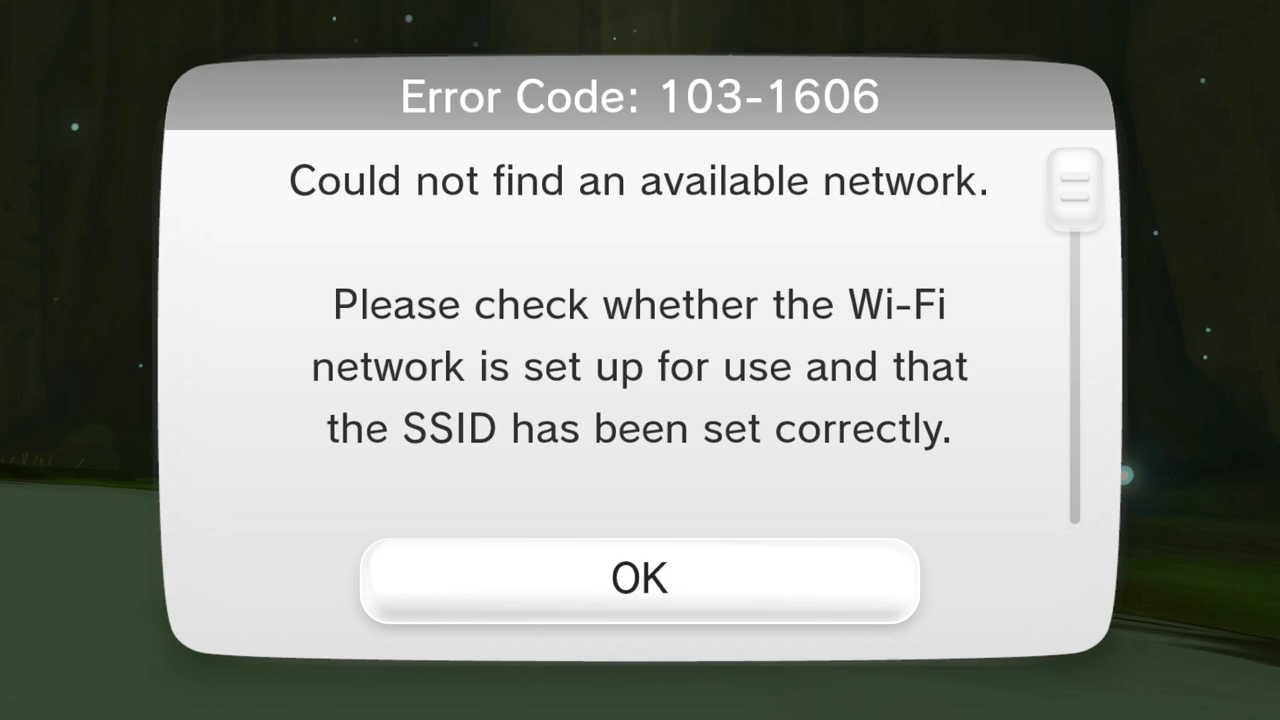 Error Code: 103-1606
Could not find an available network.
Please check whether the Wi-Fi
network is set up for use and that
the SSID has been set correctly.
OK